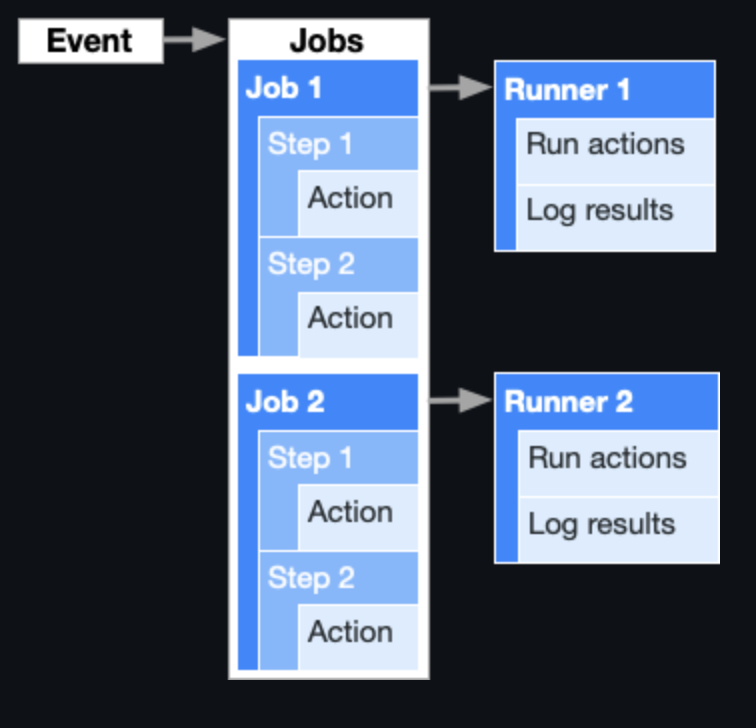 Event
Jobs
Job 1
Step 1
Action
Step 2
Action
Job 2
Step 1
Action
Step 2
Action
Runner 1
Run actions
Log results
Runner 2
Run actions
Log results